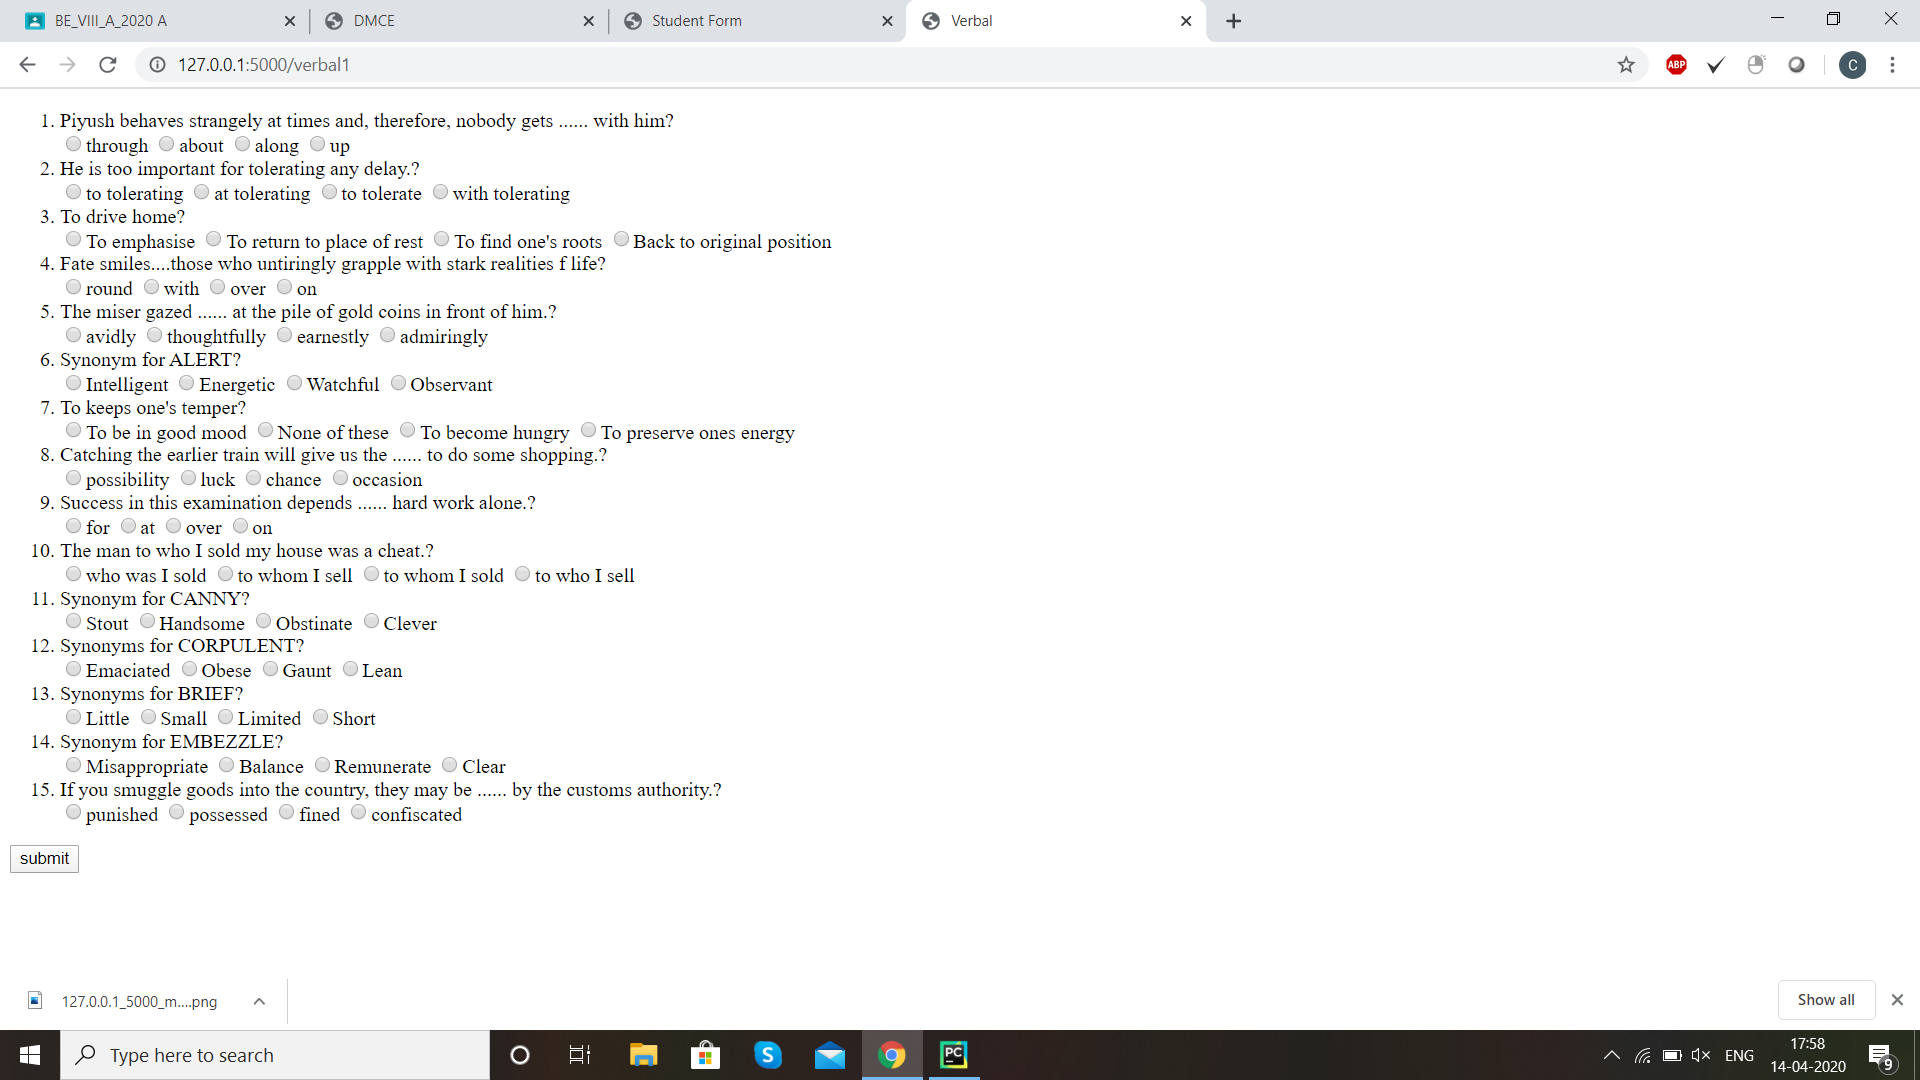 BE_VIII_A_2020 A
DMCE
Student Form
Verbal
127.0.0.1:5000/verbal1
ABP
C
1. Piyush behaves strangely at times and, therefore, nobody gets ...... with him?
through about along up
2. He is too important for tolerating any delay.?
to tolerating at tolerating to tolerate with tolerating
3. To drive home?
To emphasise To return to place of rest To find one's roots Back to original position
4. Fate smiles....those who untiringly grapple with stark realities f life?
round with over on
5. The miser gazed ...... at the pile of gold coins in front of him.?
avidly thoughtfully earnestly admiringly
6. Synonym for ALERT?
Intelligent Energetic Watchful Observant
7. To keeps one's temper?
To be in good mood None of these To become hungry To preserve ones energy
8. Catching the earlier train will give us the ...... to do some shopping.?
possibility luck chance occasion
9. Success in this examination depends ...... hard work alone.?
for at over on
10. The man to who I sold my house was a cheat.?
who was I sold to whom I sell to whom I sold to who I sell
11. Synonym for CANNY?
Stout Handsome Obstinate Clever
12. Synonyms for CORPULENT?
Emaciated Obese Gaunt Lean
13. Synonyms for BRIEF?
Little Small Limited Short
14. Synonym for EMBEZZLE?
Misappropriate Balance Remunerate Clear
15. If you smuggle goods into the country, they may be ...... by the customs authority.?
punished possessed fined confiscated
submit
127.0.0.1_5000_m....png
Show all
Type here to search
S
PC
ENG
17:58
14-04-2020
9